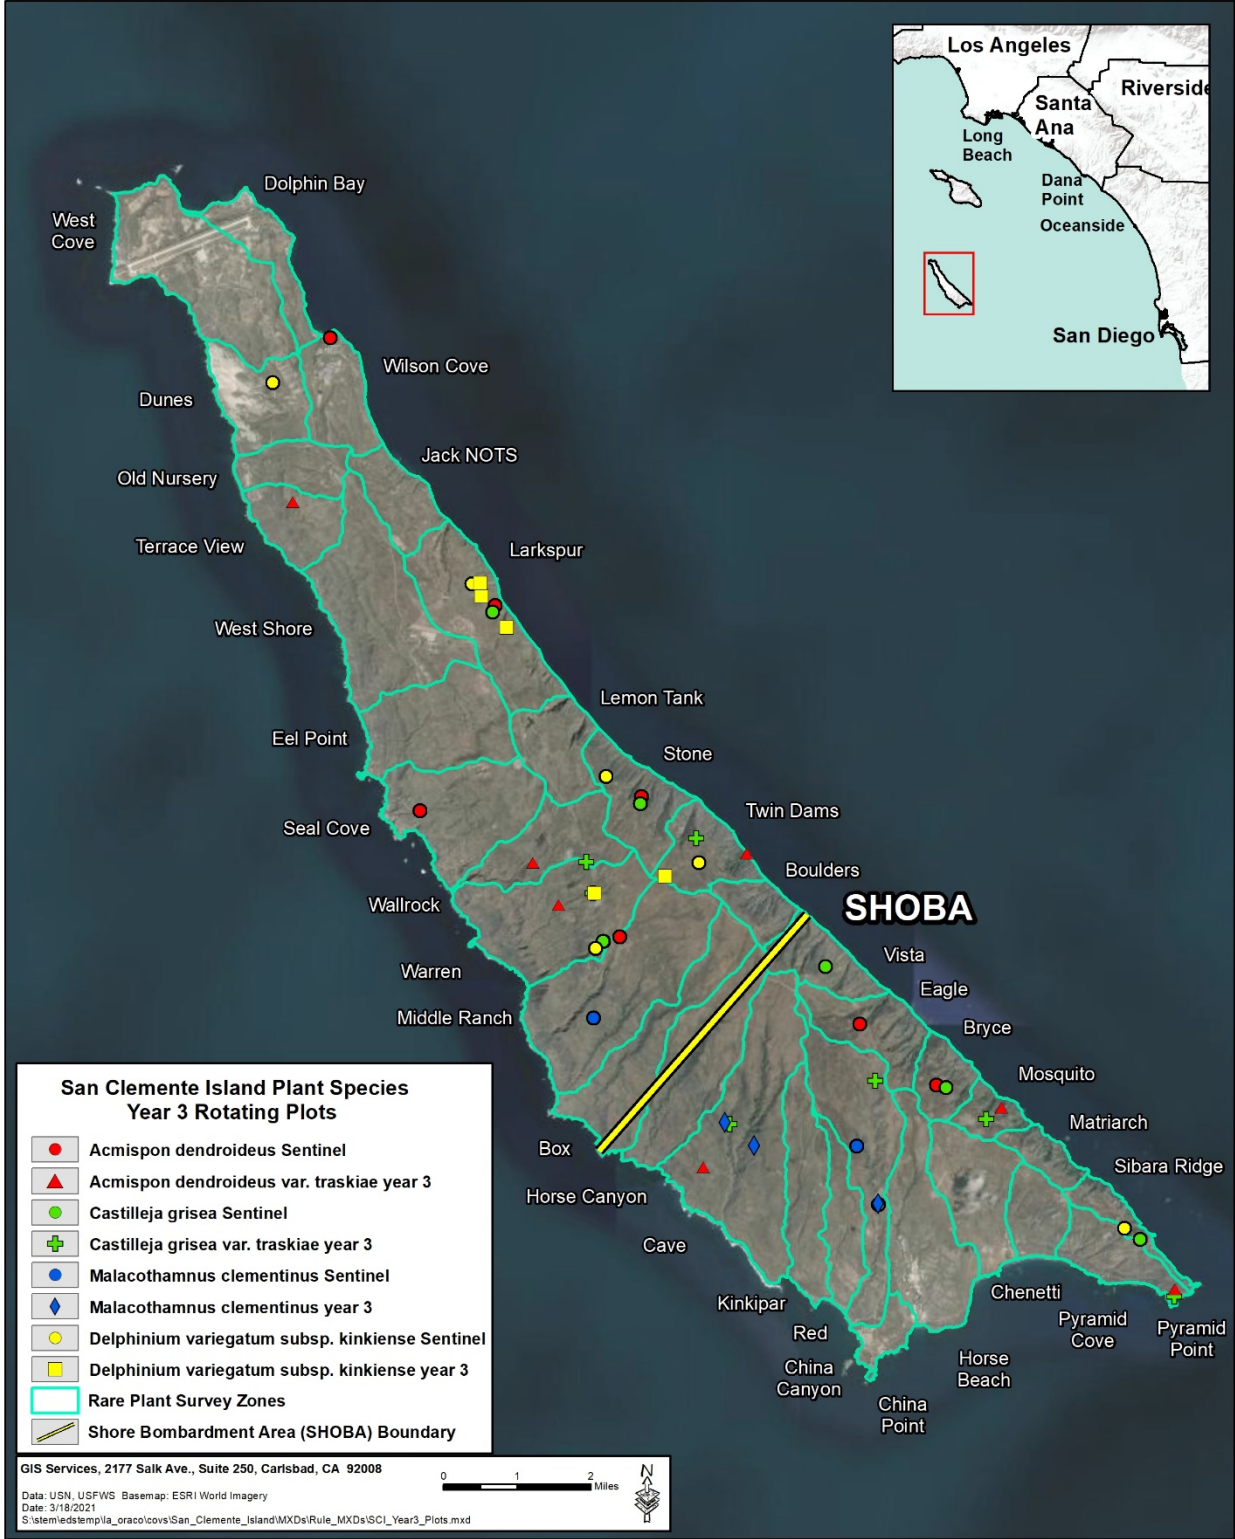 Los Angeles
Riverside
Santa
Ana
Long
Beach
Dana
Point
Oceanside
San Diego
Dolphin Bay
West
Cove
Wilson Cove
Dunes
Jack NOTS
Old Nursery
Terrace View
Larkspur
West Shore
Lemon Tank
Eel Point
Stone
Seal Cove
Twin Dams
Boulders
Wallrock
SHOBA
Vista
Warren
Eagle
Middle Ranch
Bryce
Mosquito
Matriarch
Box
Sibara Ridge
Horse Canyon
Cave
Kinkipar
Chenetti
Red
Pyramid
Cove
Pyramid
Point
China
Canyon
Horse
Beach
China
Point
San Clemente Island Plant Species
Year 3 Rotating Plots
Acmispon dendroideus Sentinel
Acmispon dendroideus var. traskiae year 3
Castilleja grisea Sentinel
Castilleja grisea var. traskiae year 3
Malacothamnus clementinus Sentinel
Malacothamnus clementinus year 3
Delphinium variegatum subsp. kinkiense Sentinel
Delphinium variegatum subsp. kinkiense year 3
Rare Plant Survey Zones
Shore Bombardment Area (SHOBA) Boundary
GIS Services, 2177 Salk Ave., Suite 250, Carlsbad, CA 92008
Data: USN, USFWS Basemap: ESRI World Imagery
Date: 3/18/2021
S:\stem\edstemp\la_oraco\covs\San_Clemente_Island\MXDs\Rule_MXDs\SCI_Year3_Plots.mxd
0 1 2
Miles
N